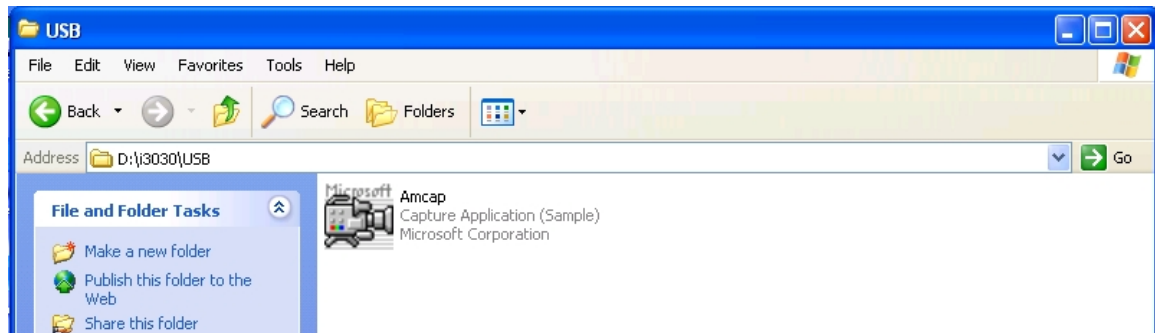 USB
File Edit View Favorites Tools Help
Back Search Folders
Address D:\i3030\USB Go
File and Folder Tasks
Make a new folder
Publish this folder to the
Web
Share this folder
Microsoft
Amcap
Capture Application (Sample)
Microsoft Corporation